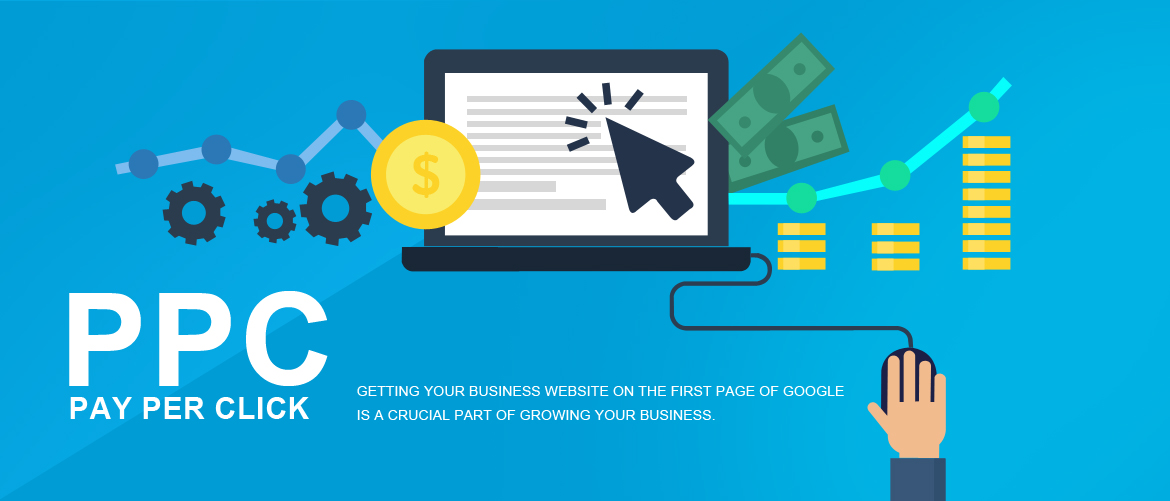 $
PPC
PAY PER CLICK
GETTING YOUR BUSINESS WEBSITE ON THE FIRST PAGE OF GOOGLE
IS A CRUCIAL PART OF GROWING YOUR BUSINESS.